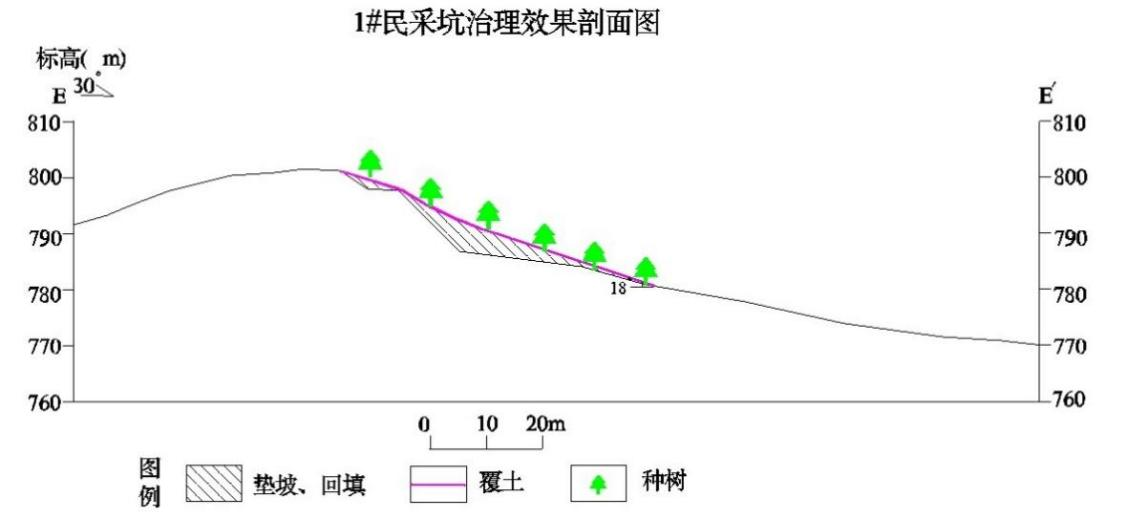 1#民采坑治理效果剖面图
标高( m)
E 30°
E′
810 810
800 800
790 790
780 780
18
770 770
760 760
0 10 20m
图例
垫坡、回填
覆土
种树